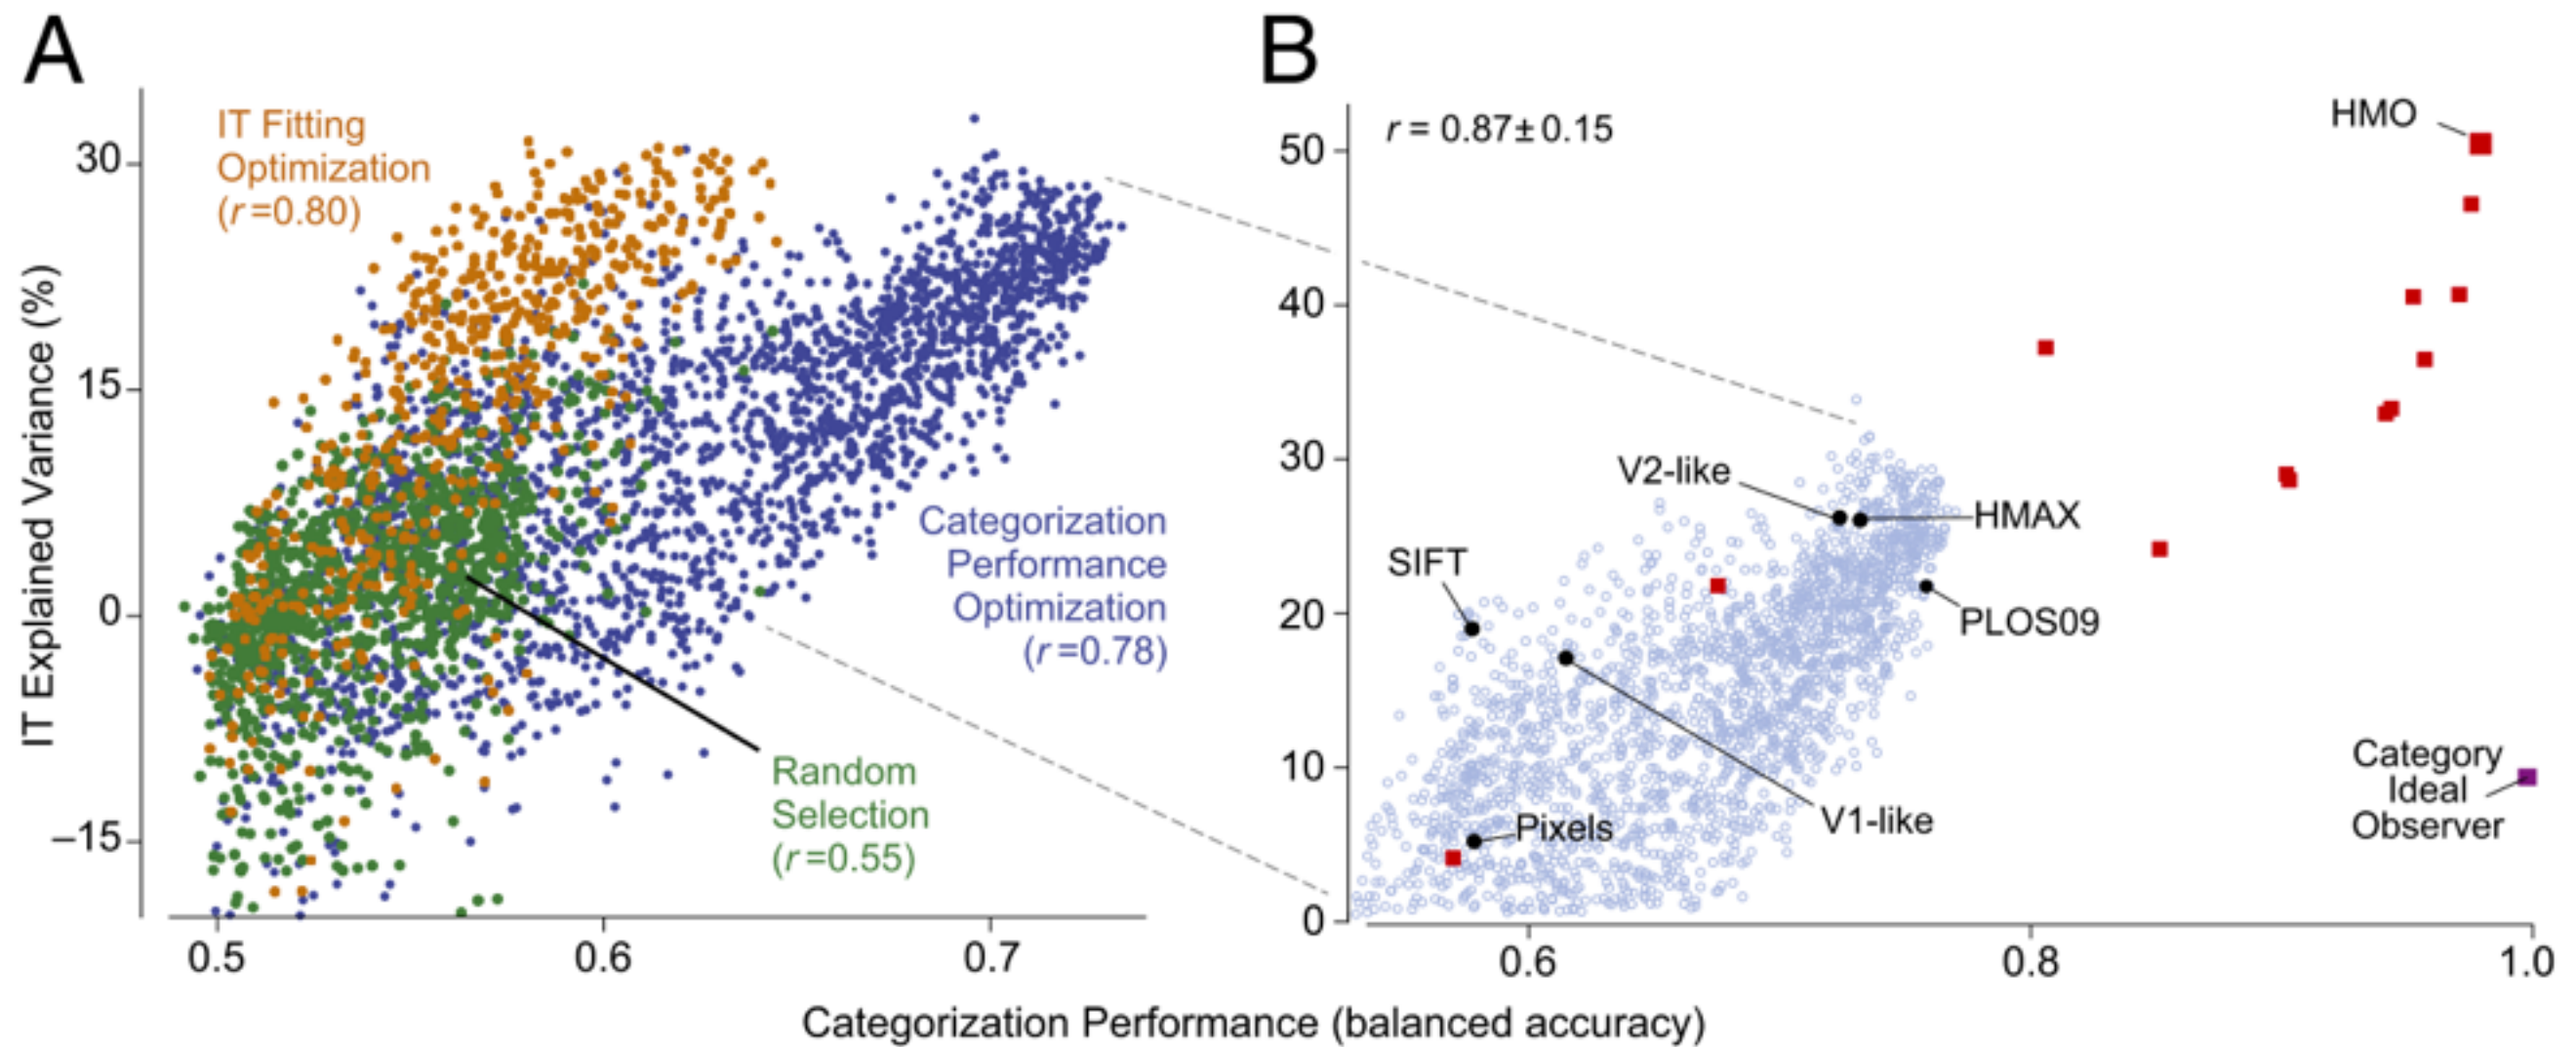 A
IT Explained Variance (%)
30
15
0
−15
IT Fitting
Optimization
(r=0.80)
Categorization
Performance
Optimization
(r=0.78)
Random
Selection
(r=0.55)
0.5
0.6
0.7
B
r = 0.87± 0.15
50
40
30
20
10
0
HMO
V2-like
HMAX
SIFT
PLOS09
V1-like
Pixels
Category
Ideal
Observer
0.6
0.8
1.0
Categorization Performance (balanced accuracy)